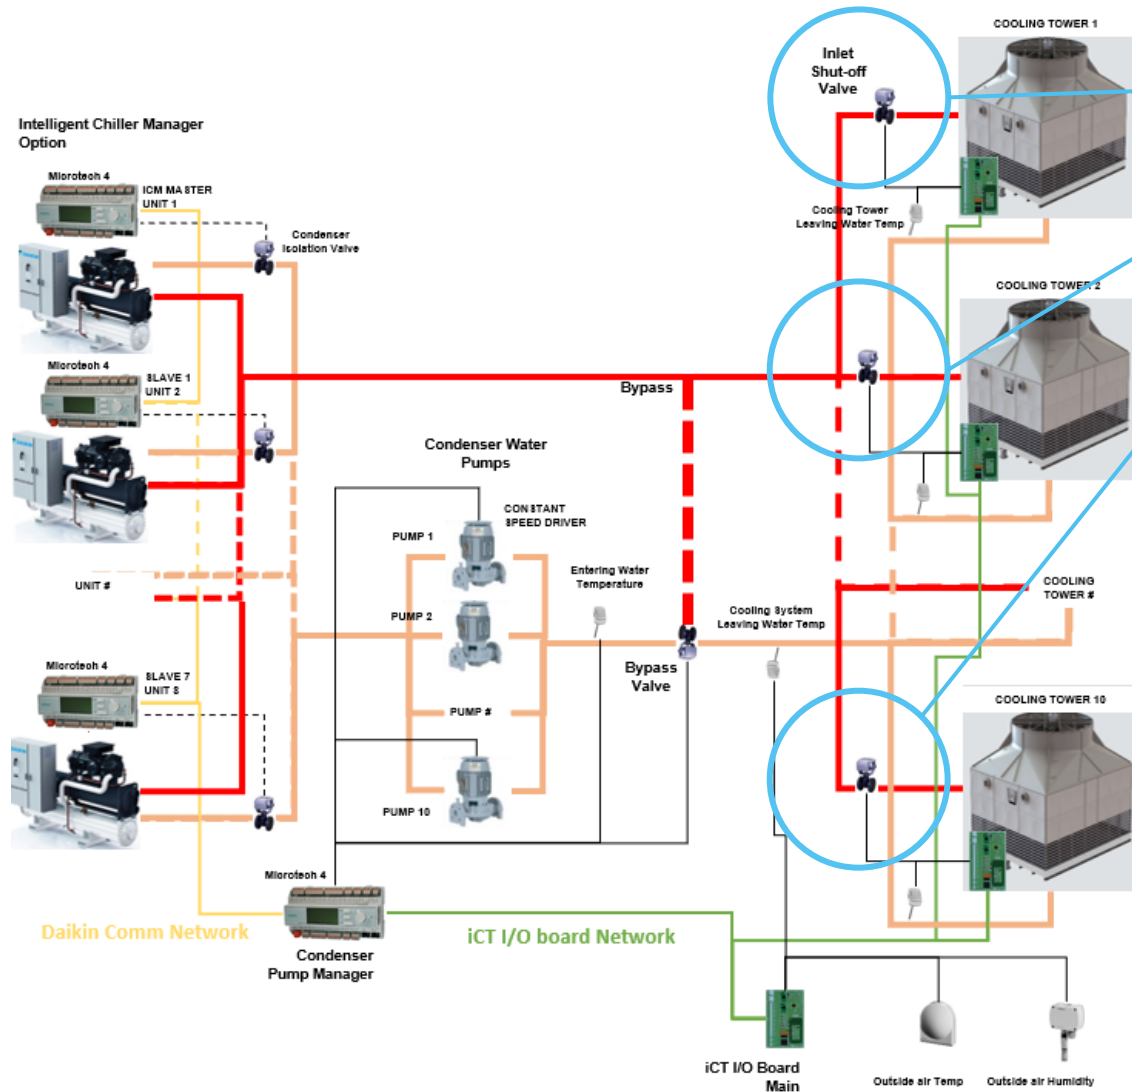 COOLING TOWER 1
Inlet
Shut-off
Valve
Intelligent Chiller Manager
Option
Microtech 4
ICM MASTER
UNIT 1
Condenser
Isolation Valve
Cooling Tower
Leaving Water Temp
COOLING TOWER 2
Microtech 4
SLAVE 1
UNIT 2
Bypass
Condenser Water
Pumps
CONSTANT
SPEED DRIVER
PUMP 1
Entering Water
Temperature
UNIT #
COOLING
TOWER #
PUMP 2
Cooling System
Leaving Water Temp
Microtech 4
SLAVE 7
UNIT 8
Bypass
Valve
COOLING TOWER 10
PUMP #
PUMP 10
Microtech 4
Daikin Comm Network
iCT I/O board Network
Condenser
Pump Manager
iCT I/O Board
Main
Outside air Temp
Outside air Humidity